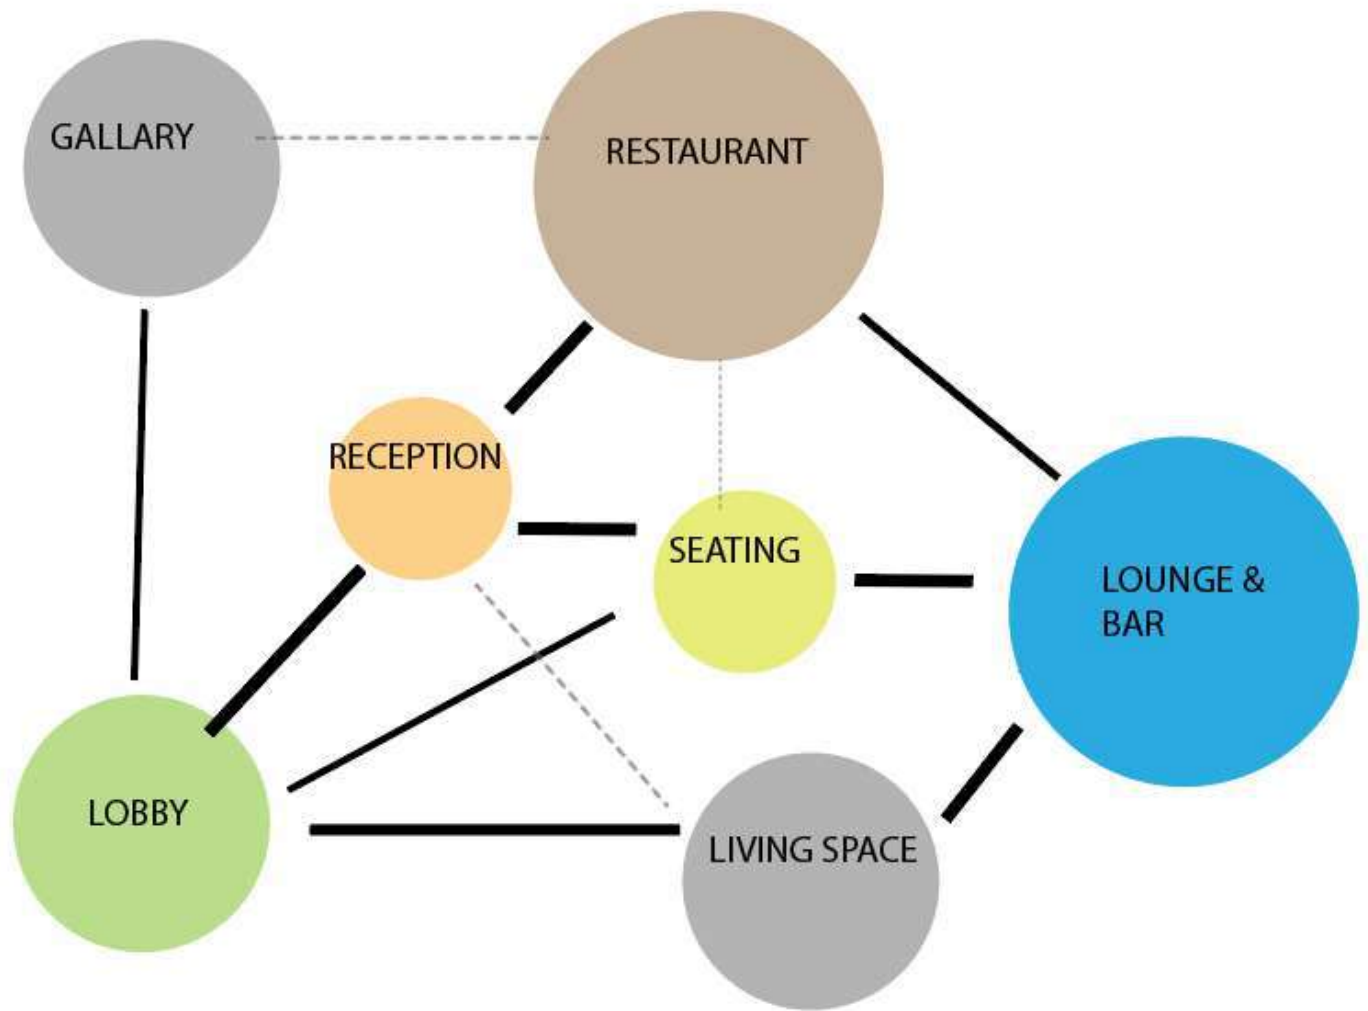 GALLARY
RESTAURANT
RECEPTION
SEATING
LOUNGE &
BAR
LOBBY
LIVING SPACE